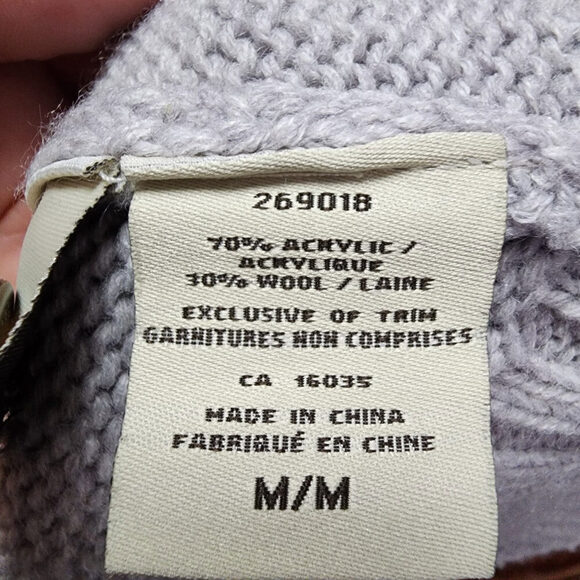 269018
70% ACRYLIC /
ACRYLIQUE
30% WOOL / LAINE
EXCLUSIVE OF TRIM
GARNITURES NON COMPRISES
CA 16035
MADE IN CHINA
FABRIQUÉ EN CHINE
M/M